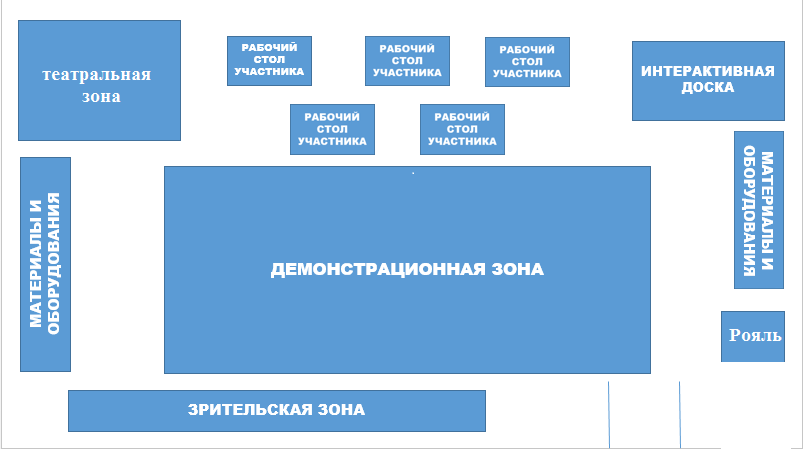 театральная
зона
РАБОЧИЙ
СТОЛ
УЧАСТНИКА
РАБОЧИЙ
СТОЛ
УЧАСТНИКА
РАБОЧИЙ
СТОЛ
УЧАСТНИКА
ИНТЕРАКТИВНАЯ
ДОСКА
РАБОЧИЙ
СТОЛ
УЧАСТНИКА
РАБОЧИЙ
СТОЛ
УЧАСТНИКА
МАТЕРИАЛЫ И
ОБОРУДОВАНИЯ
ДЕМОНСТРАЦИОННАЯ ЗОНА
МАТЕРИАЛЫ И
ОБОРУДОВАНИЯ
Рояль
ЗРИТЕЛЬСКАЯ ЗОНА